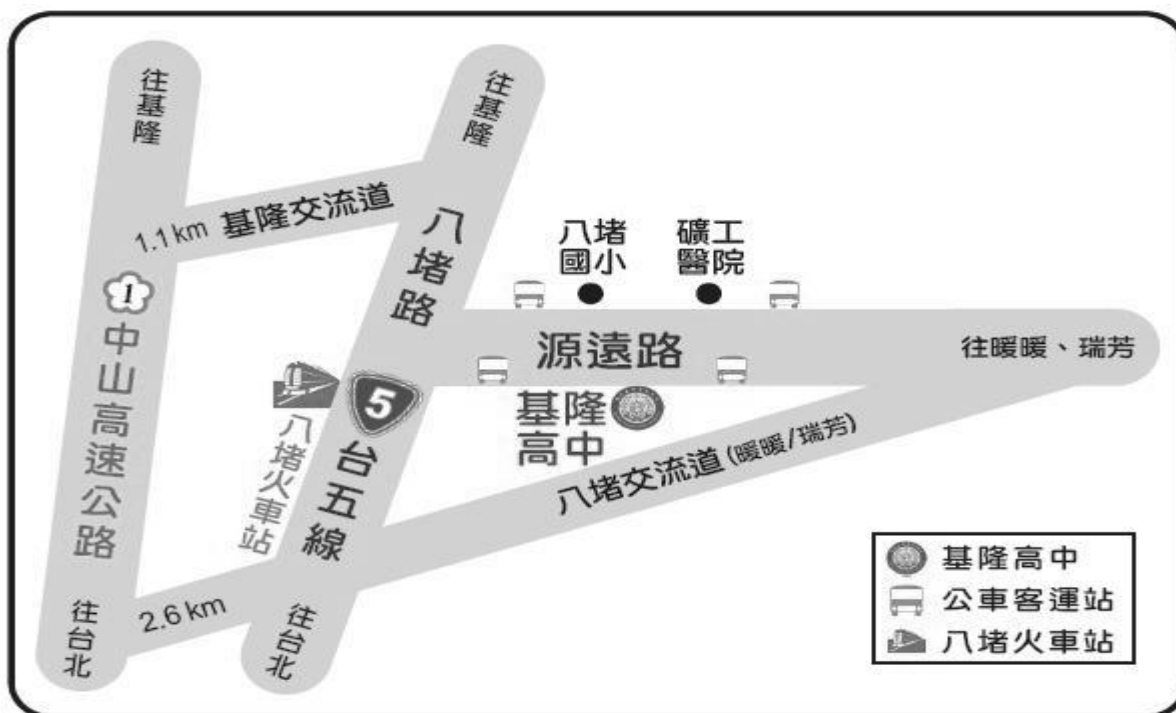 往基隆
往基隆
1.1 km 基隆交流道
八堵路
八堵
國小
礦工
醫院
1
中山高速公路
源遠路
往暖暖、瑞芳
5
台五線
八堵火車站
基隆
高中
八堵交流道(暖暖/瑞芳)
2.6 km
往台北
往台北
基隆高中
公車客運站
八堵火車站